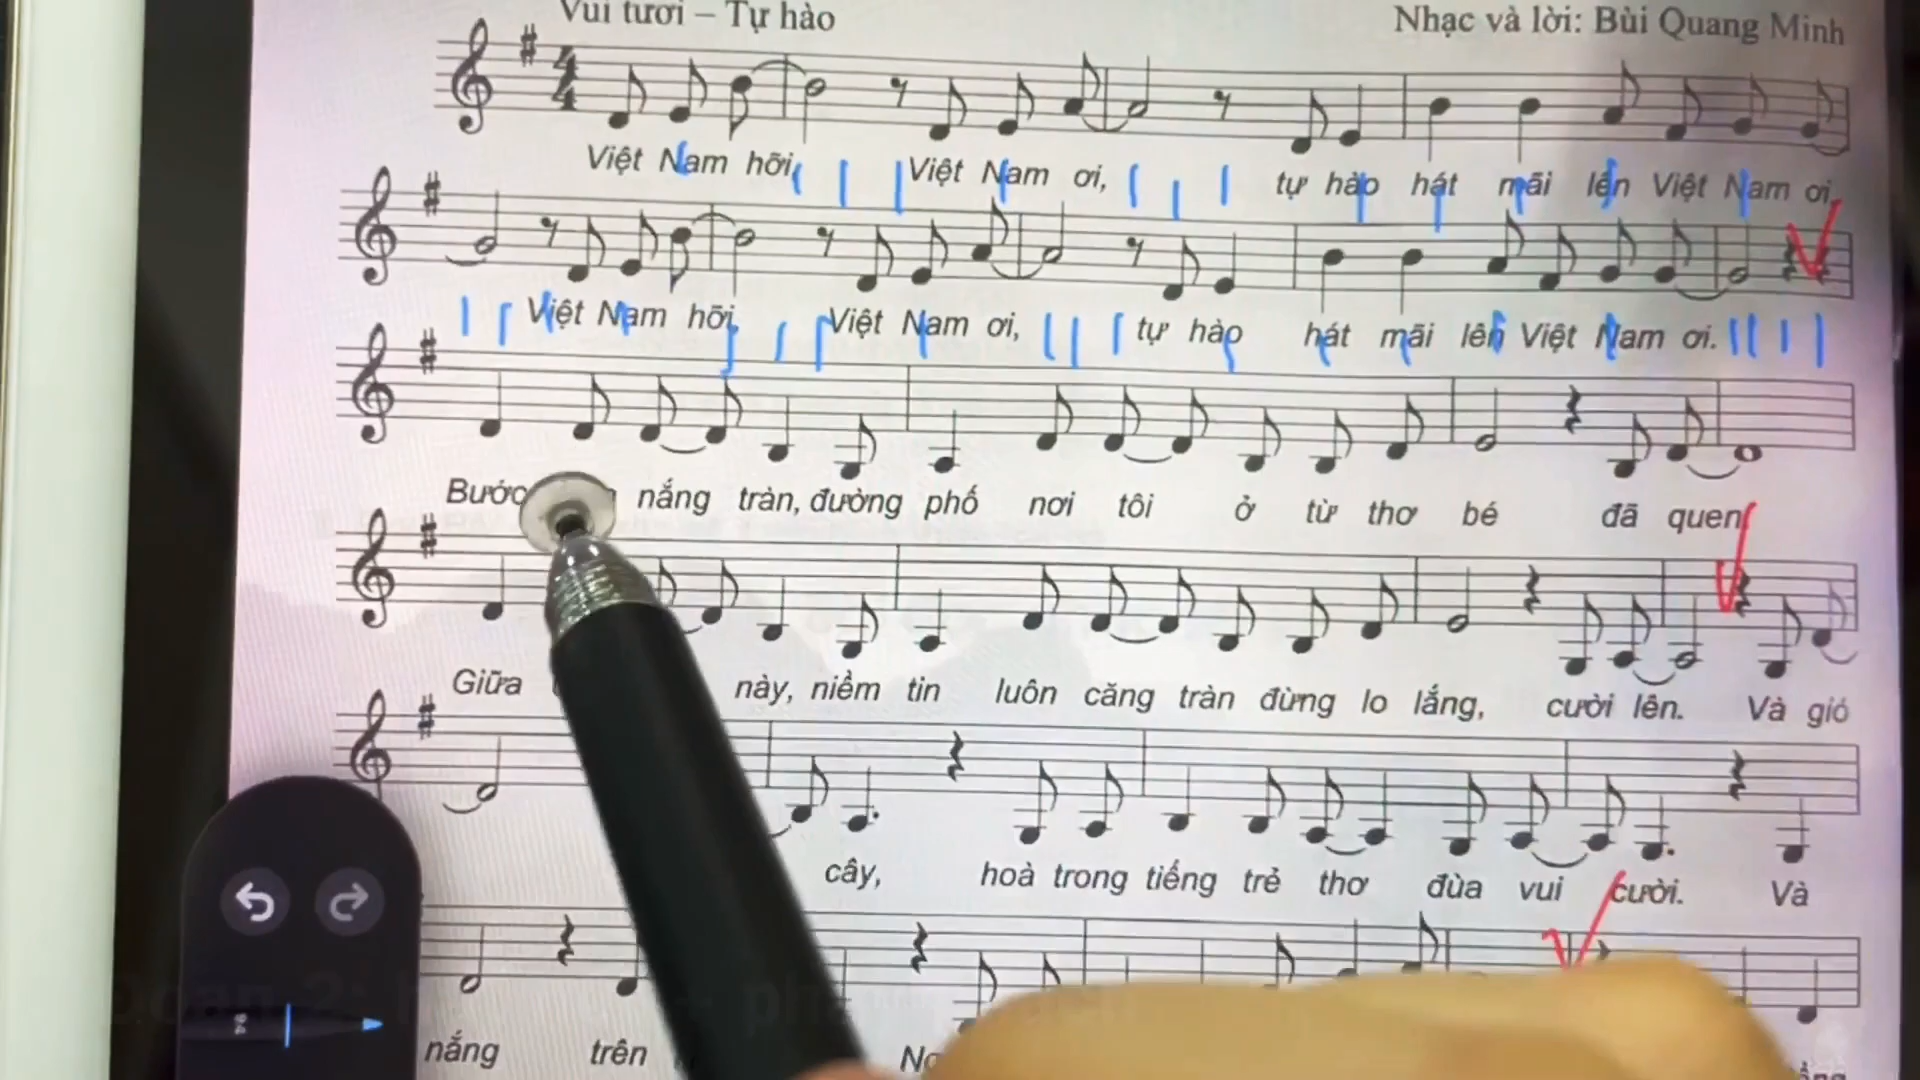 Vui tươi – Tự hào
Nhạc và lời: Bùi Quang Minh
Việt Nam hỡi, Việt Nam ơi, tự hào hát mãi lên Việt Nam ơi,
Việt Nam hỡi, Việt Nam ơi, tự hào hát mãi lên Việt Nam ơi.
Bước nắng tràn, đường phố nơi tôi ở từ thơ bé đã quen
Giữa này, niềm tin luôn căng tràn đừng lo lắng, cười lên. Và gió
cây, hoà trong tiếng trẻ thơ đùa vui cười. Và
nắng trên